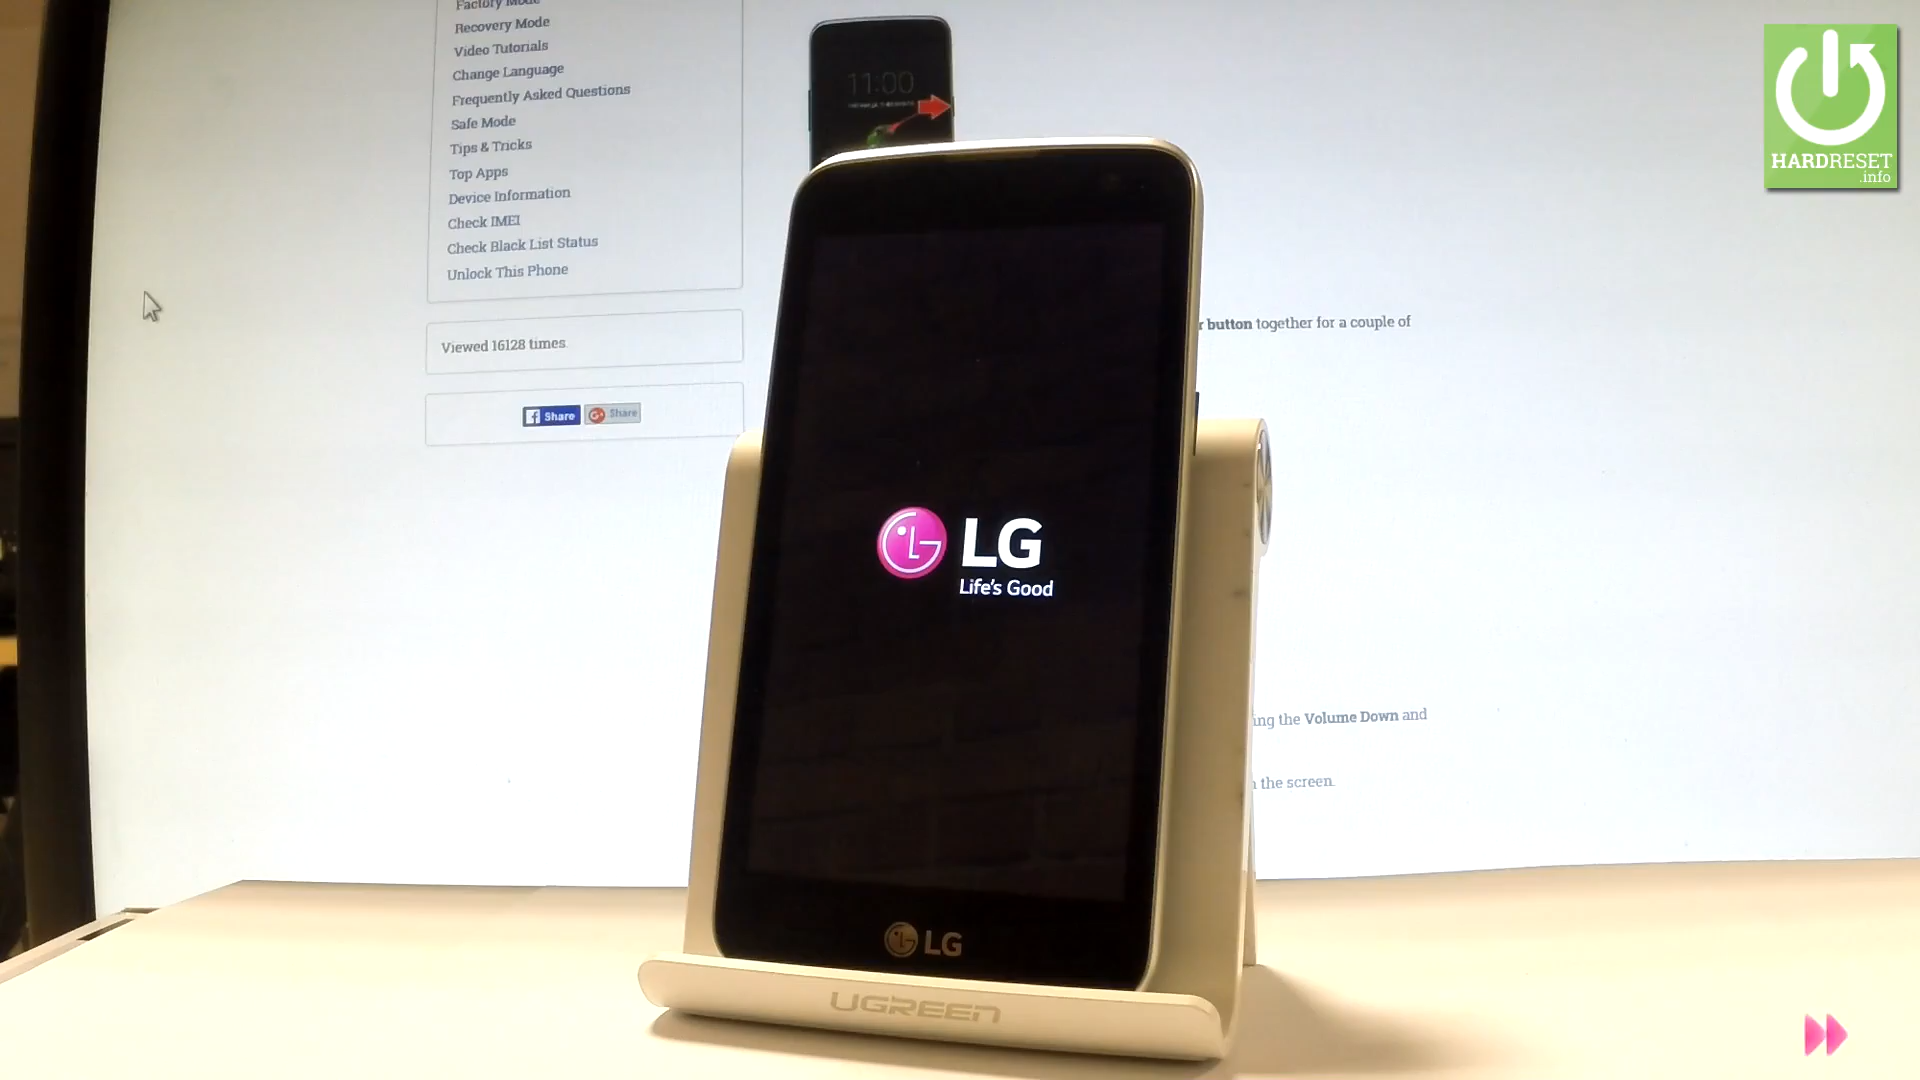 Factory Mode
Recovery Mode
Video Tutorials
Change Language
Frequently Asked Questions
Safe Mode
Tips & Tricks
Top Apps
Device Information
Check IMEI
Check Black List Status
Unlock This Phone
Viewed 16128 times.
Share
Share
11:00
button together for a couple of
ing the Volume Down and
the screen.
LG
Life's Good
LG
UGREEN
HARDRESET
.info